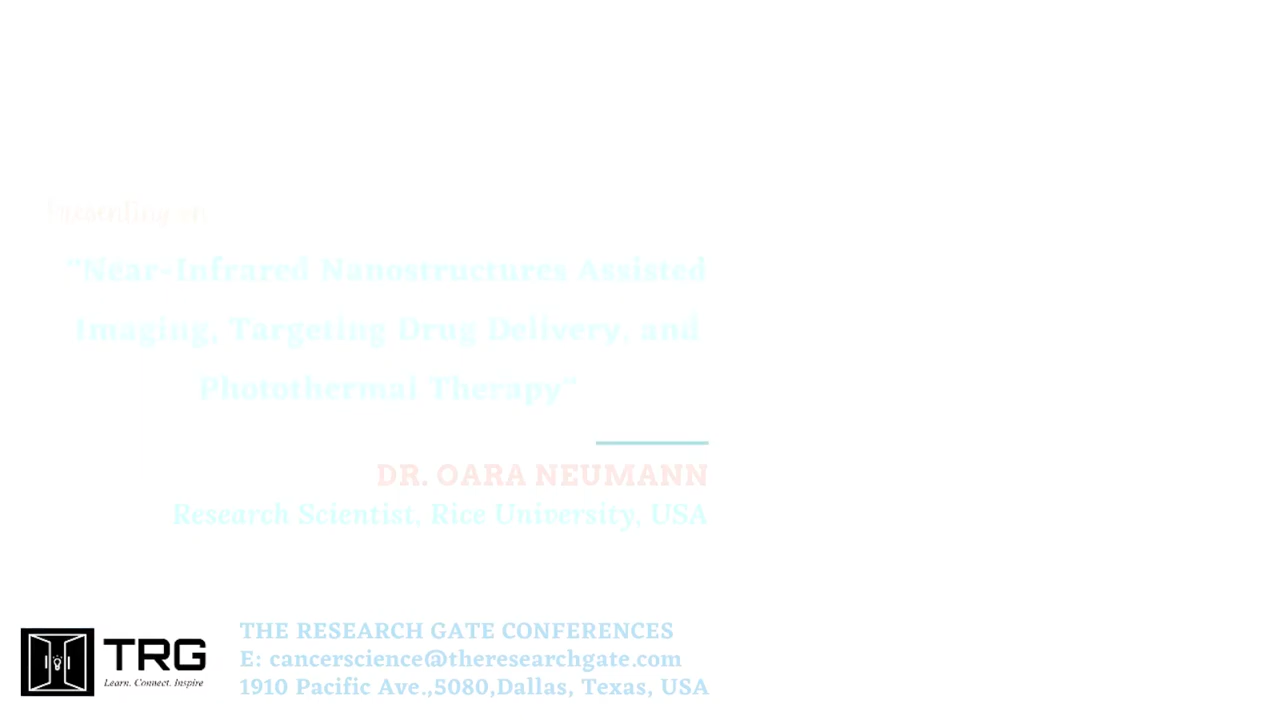 Presenting on
"Near-Infrared Nanostructures Assisted
Imaging, Targeting Drug Delivery, and
Photothermal Therapy"
DR. OARA NEUMANN
Research Scientist, Rice University, USA
TRG
Learn. Connect. Inspire
THE RESEARCH GATE CONFERENCES
E: cancerscience@theresearchgate.com
1910 Pacific Ave.,5080,Dallas, Texas, USA